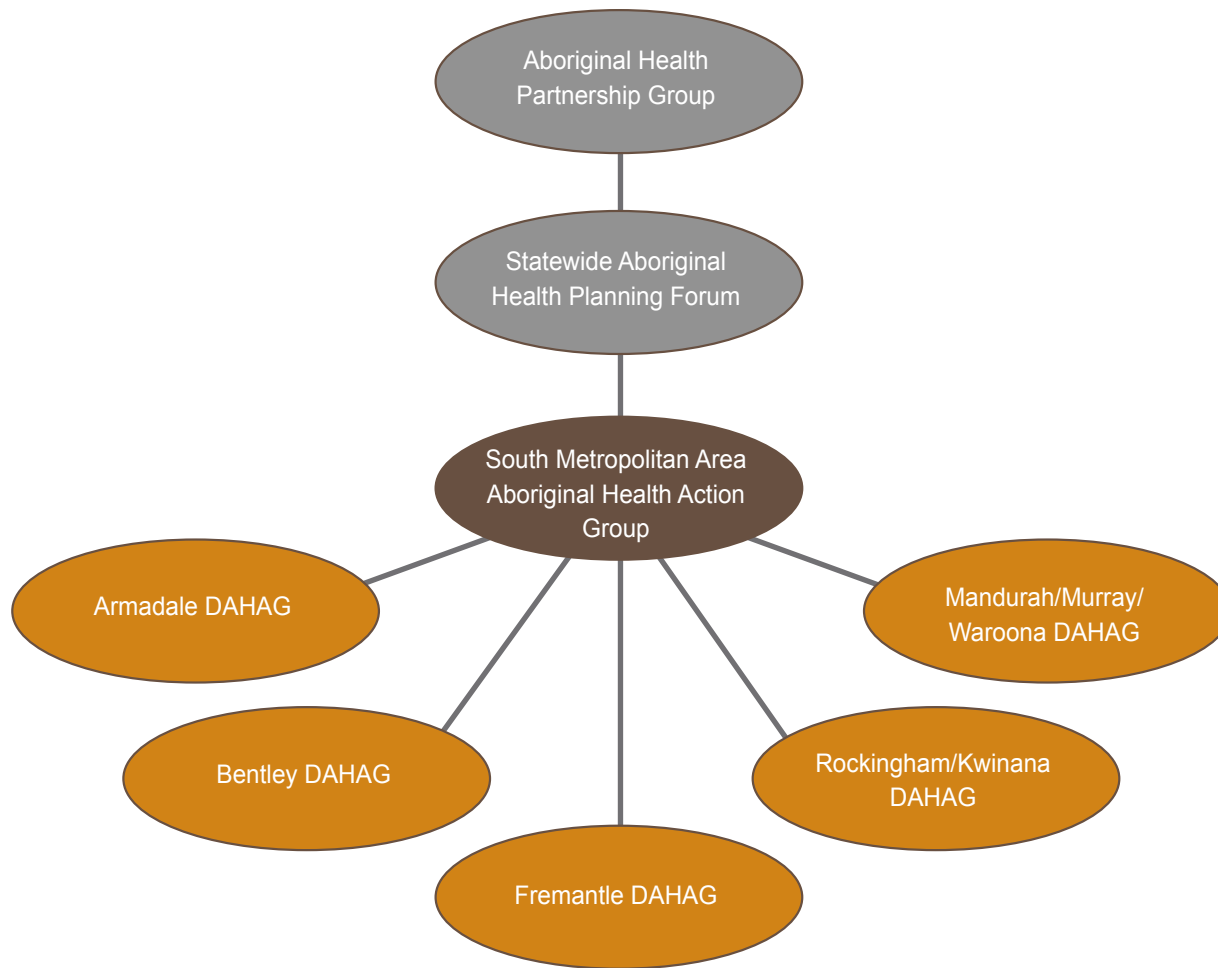 Aboriginal Health
Partnership Group
Statewide Aboriginal
Health Planning Forum
South Metropolitan Area
Aboriginal Health Action
Group
Armadale DAHAG
Mandurah/Murray/
Waroona DAHAG
Bentley DAHAG
Rockingham/Kwinana
DAHAG
Fremantle DAHAG